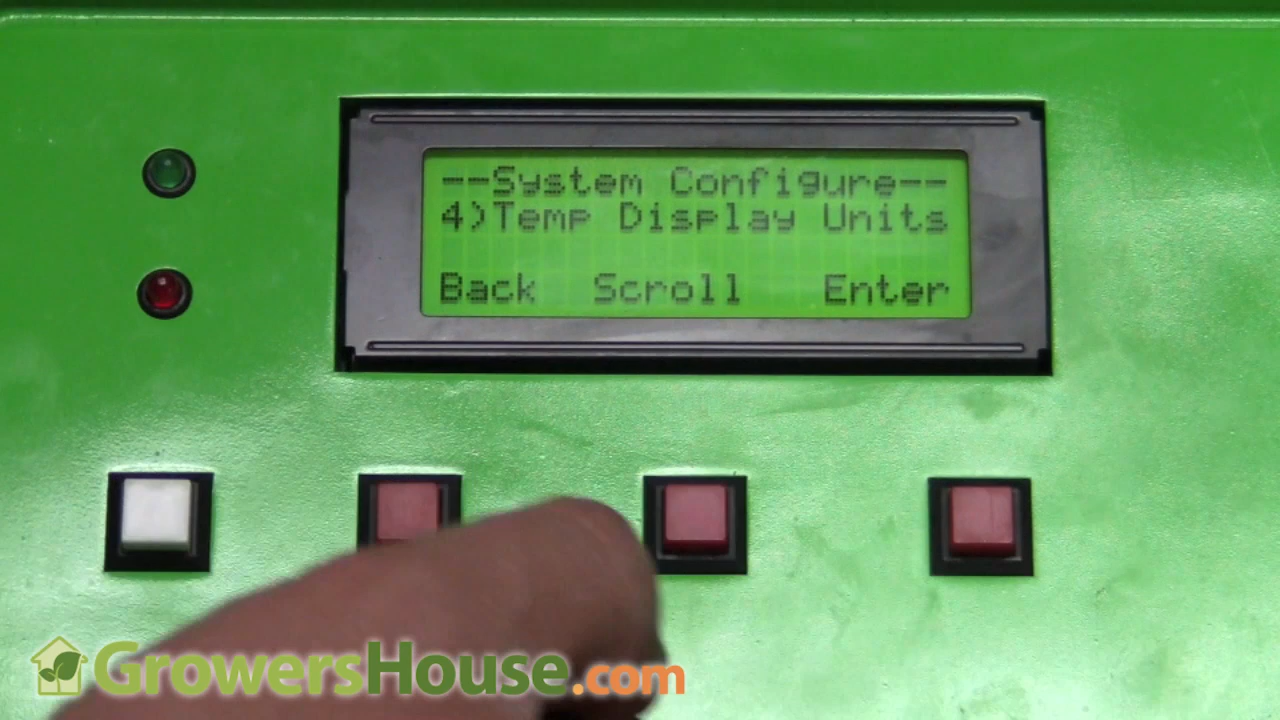 --System Configure--
4)Temp Display Units
Back Scroll Enter
GrowersHouse.com